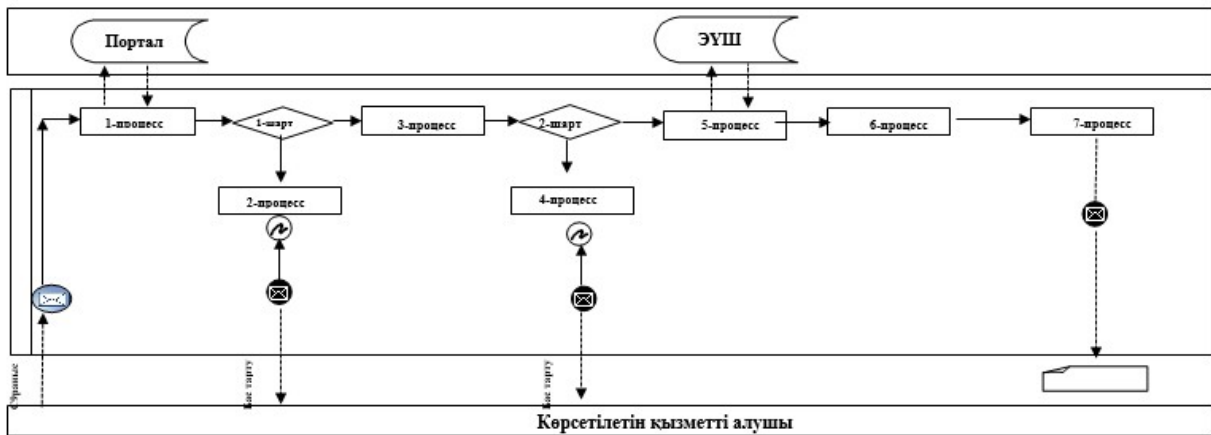 Портал
ЭҮШ
1-процесс
1-шарт
3-процесс
2-шарт
5-процесс
6-процесс
7-процесс
2-процесс
4-процесс
Бас тарту
Бас тарту
Көрсетілетін қызметті алушы